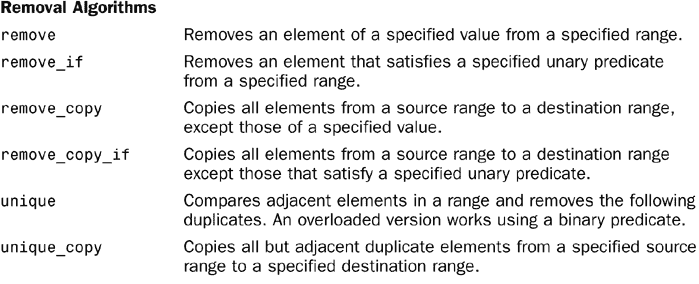 Removal Algorithms
remove Removes an element of a specified value from a specified range.
remove_if Removes an element that satisfies a specified unary predicate
from a specified range.
remove_copy Copies all elements from a source range to a destination range,
except those of a specified value.
remove_copy_if Copies all elements from a source range to a destination range
except those that satisfy a specified unary predicate.
unique Compares adjacent elements in a range and removes the following
duplicates. An overloaded version works using a binary predicate.
unique_copy Copies all but adjacent duplicate elements from a specified source
range to a specified destination range.